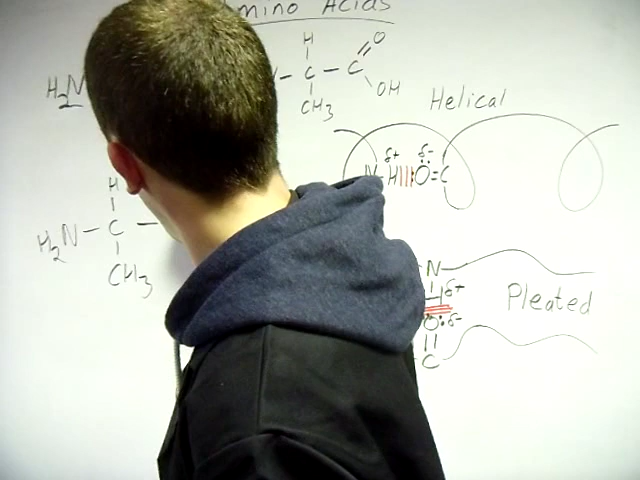 mino Acids
H O
H₂N - C - C
OH
CH₃
Helical
δ+ δ-
N - H ||| O = C
H
H₂N - C -
CH₃
N
δ+
Pleated
O δ-
C